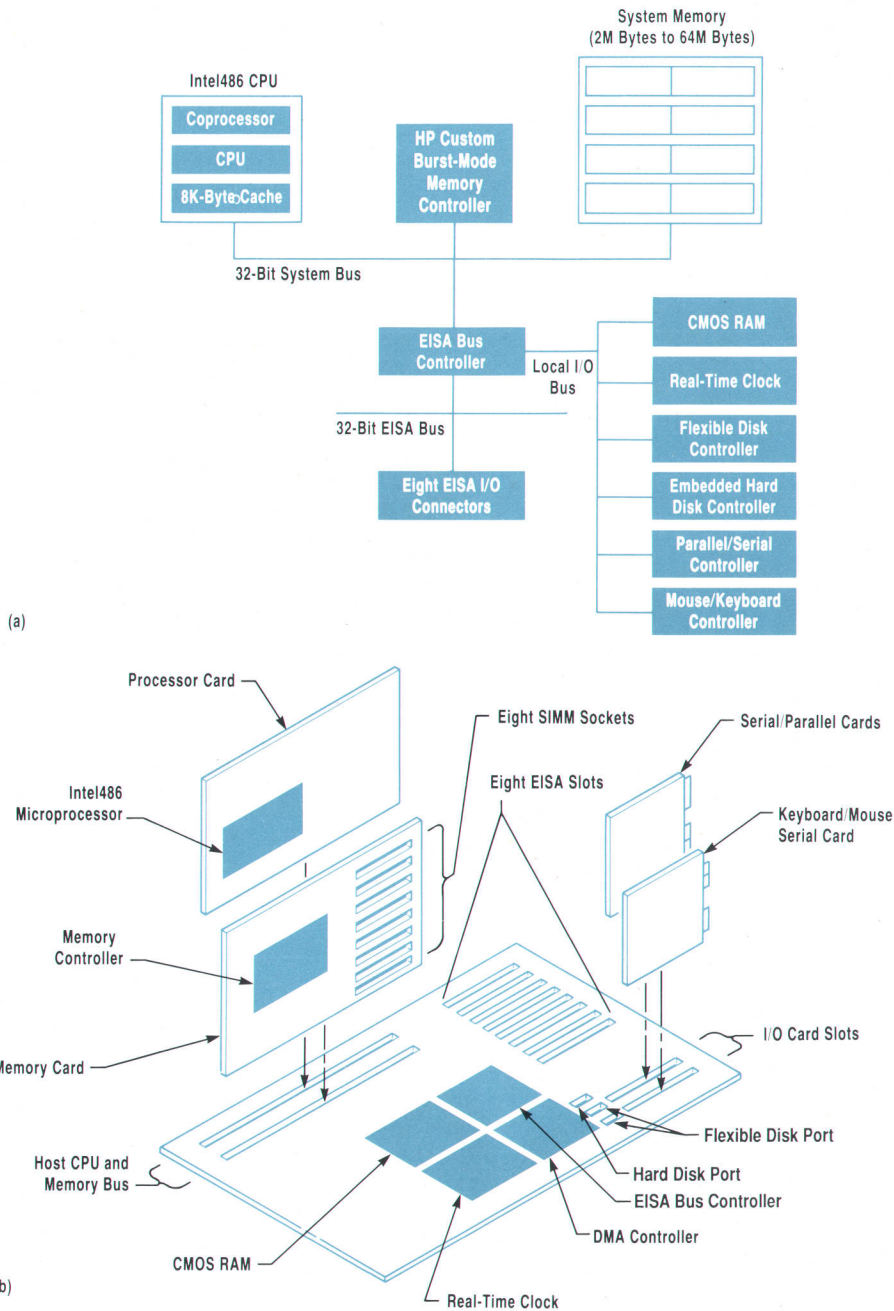 System Memory
(2M Bytes to 64M Bytes)
Intel486 CPU
Coprocessor
CPU
8K-Byte Cache
HP Custom
Burst-Mode
Memory
Controller
32-Bit System Bus
EISA Bus
Controller
Local I/O
Bus
CMOS RAM
Real-Time Clock
Flexible Disk
Controller
Embedded Hard
Disk Controller
Parallel/Serial
Controller
Mouse/Keyboard
Controller
32-Bit EISA Bus
Eight EISA I/O
Connectors
(a)
Processor Card
Eight SIMM Sockets
Serial/Parallel Cards
Intel486
Microprocessor
Eight EISA Slots
Keyboard/Mouse
Serial Card
Memory
Controller
I/O Card Slots
Memory Card
Flexible Disk Port
Host CPU and
Memory Bus
Hard Disk Port
EISA Bus Controller
DMA Controller
CMOS RAM
Real-Time Clock
b)